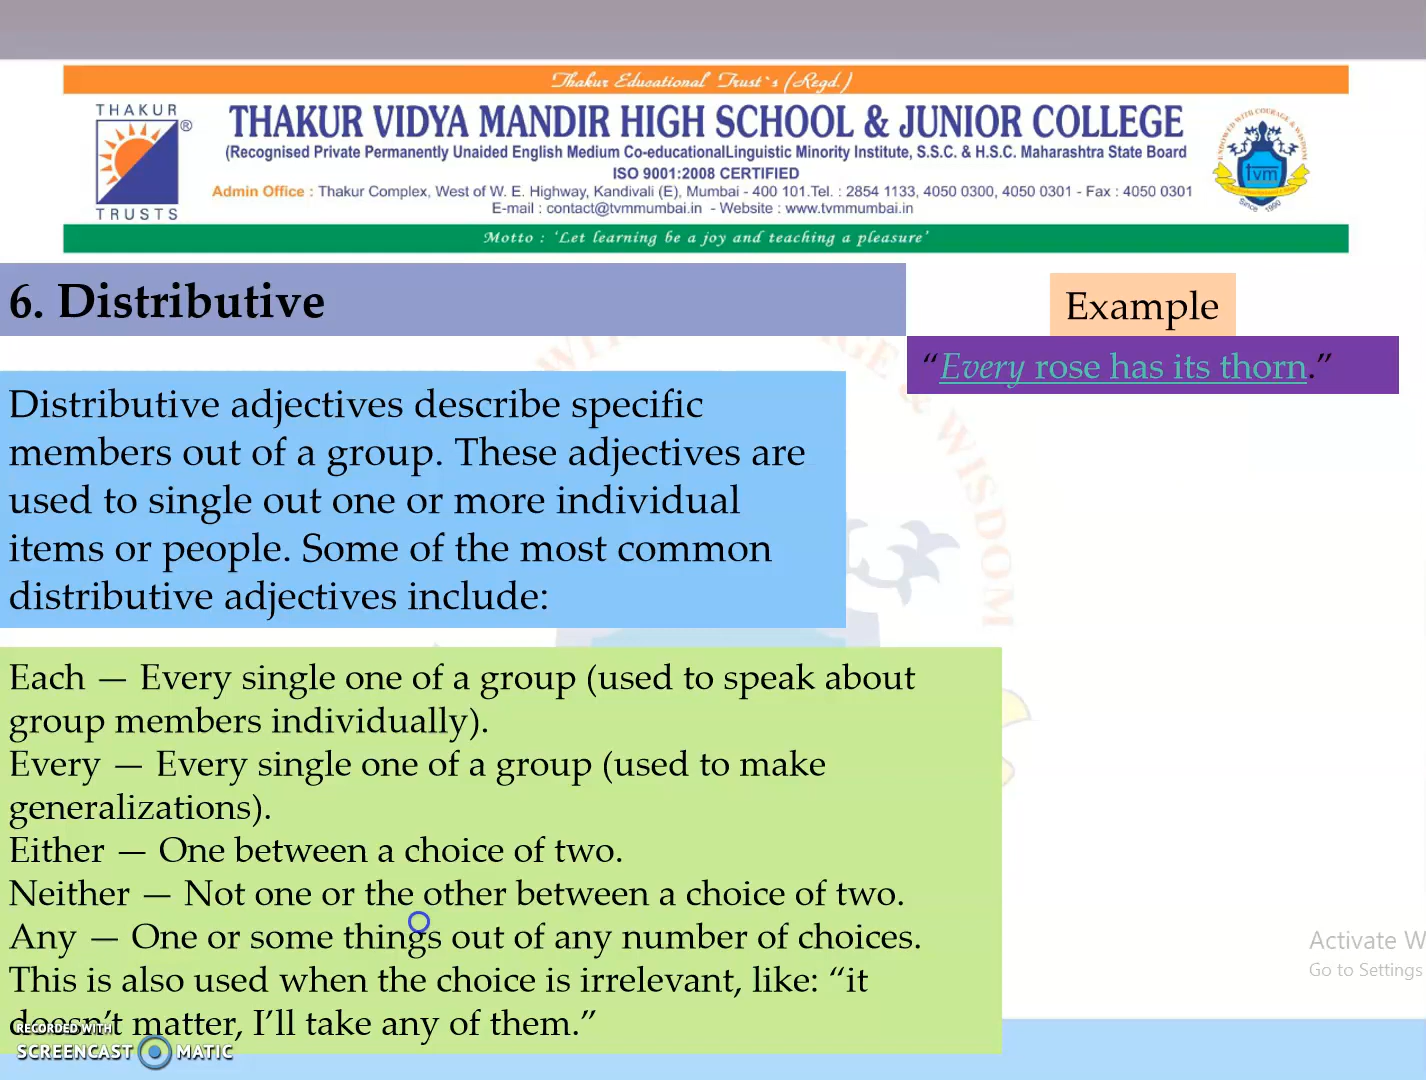 Thakur Educational Trust`s (Regd.)
THAKUR
®
TRUSTS
THAKUR VIDYA MANDIR HIGH SCHOOL & JUNIOR COLLEGE
(Recognised Private Permanently Unaided English Medium Co-educationalLinguistic Minority Institute, S.S.C. & H.S.C. Maharashtra State Board
ISO 9001:2008 CERTIFIED
Admin Office : Thakur Complex, West of W. E. Highway, Kandivali (E), Mumbai - 400 101.Tel. : 2854 1133, 4050 0300, 4050 0301 - Fax : 4050 0301
E-mail : contact@tvmmumbai.in - Website : www.tvmmumbai.in
ENDOWED WITH COURAGE & WISDOM
tvm
Since 1990
Motto : ‘Let learning be a joy and teaching a pleasure’
6. Distributive
Example
“Every rose has its thorn.”
Distributive adjectives describe specific
members out of a group. These adjectives are
used to single out one or more individual
items or people. Some of the most common
distributive adjectives include:
Each — Every single one of a group (used to speak about
group members individually).
Every — Every single one of a group (used to make
generalizations).
Either — One between a choice of two.
Neither — Not one or the other between a choice of two.
Any — One or some things out of any number of choices.
This is also used when the choice is irrelevant, like: “it
doesn’t matter, I’ll take any of them.”
Activate W
Go to Settings
RECORDED WITH
SCREENCAST MATIC